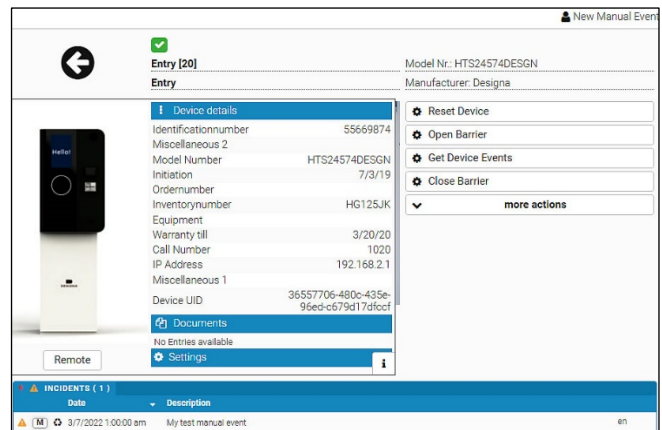 New Manual Event
Entry [20]
Model Nr.: HTS24574DESGN
Entry
Manufacturer: Designa
Device details
Identificationnumber 55669874
Miscellaneous 2
Model Number HTS24574DESGN
Initiation 7/3/19
Ordernumber
Inventorynumber HG125JK
Equipment
Warranty till 3/20/20
Call Number 1020
IP Address 192.168.2.1
Miscellaneous 1
Device UID 36557706-480c-435e-
96ed-c679d17dfccf
Documents
No Entries available
Settings
i
Hello!
Remote
Reset Device
Open Barrier
Get Device Events
Close Barrier
more actions
INCIDENTS ( 1 )
Date Description
M 3/7/2022 1:00:00 am My test manual event en